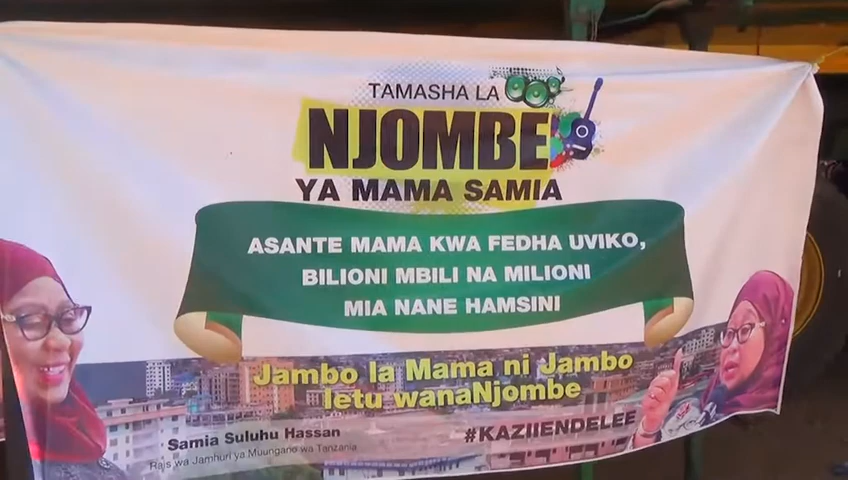 TAMASHA LA
NJOMBE
YA MAMA SAMIA
ASANTE MAMA KWA FEDHA UVIKO,
BILIONI MBILI NA MILIONI
MIA NANE HAMSINI
Jambo la Mama ni Jambo
letu wanaNjombe
Samia Suluhu Hassan
Rais wa Jamhuri ya Muungano wa Tanzania
#KAZIIENDELEE